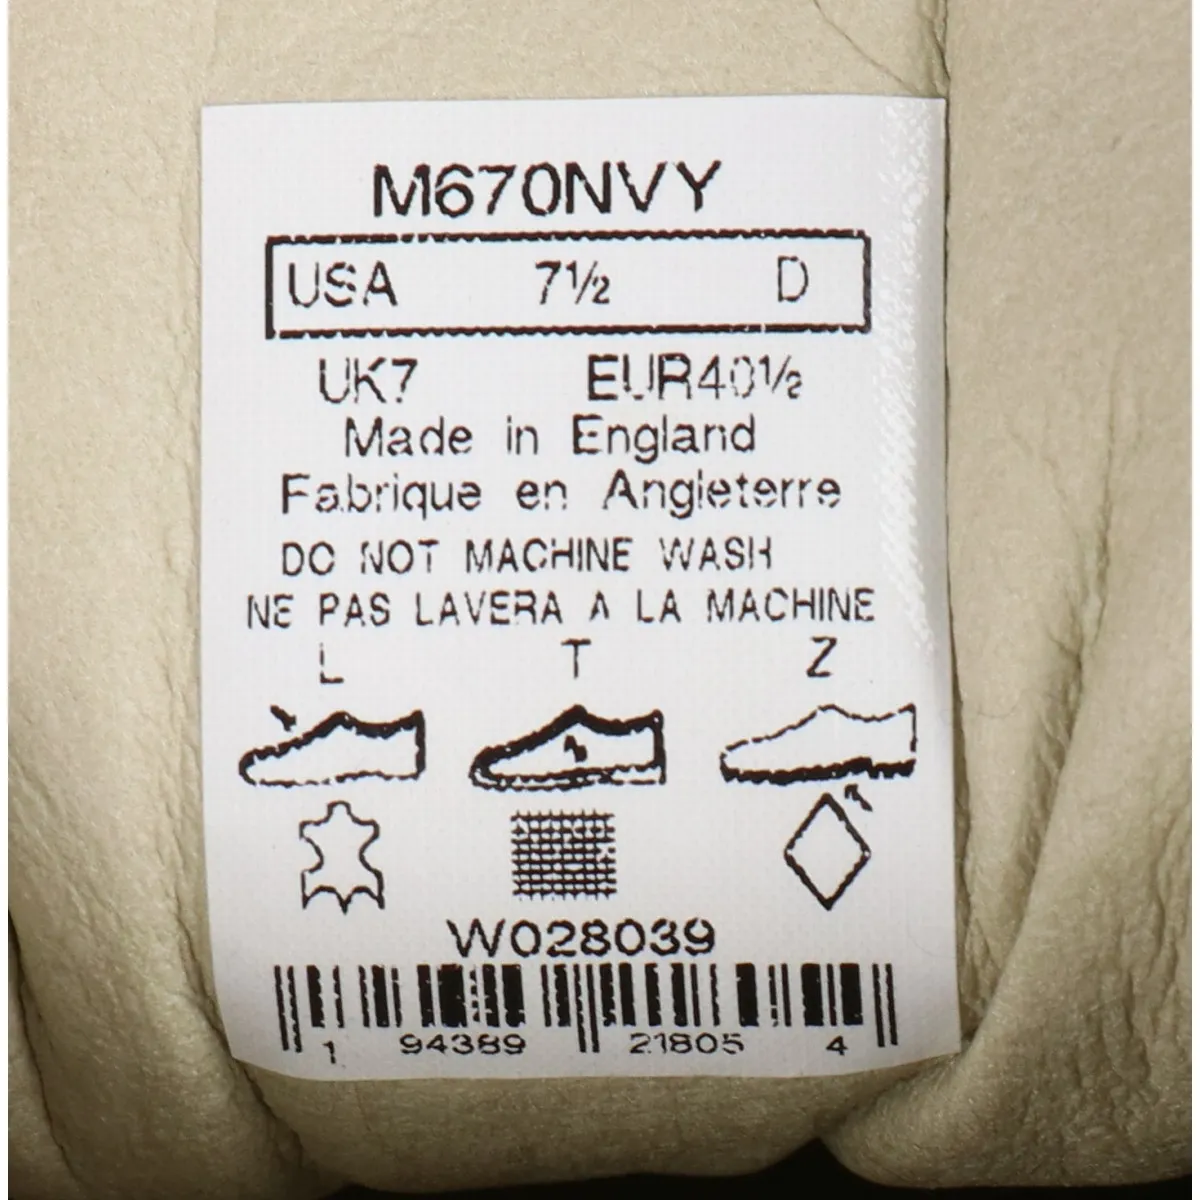 M670NVY
USA 7½ D
UK7 EUR40½
Made in England
Fabrique en Angleterre
DO NOT MACHINE WASH
NE PAS LAVERA A LA MACHINE
L T Z
W028039
1 94389 21805 4